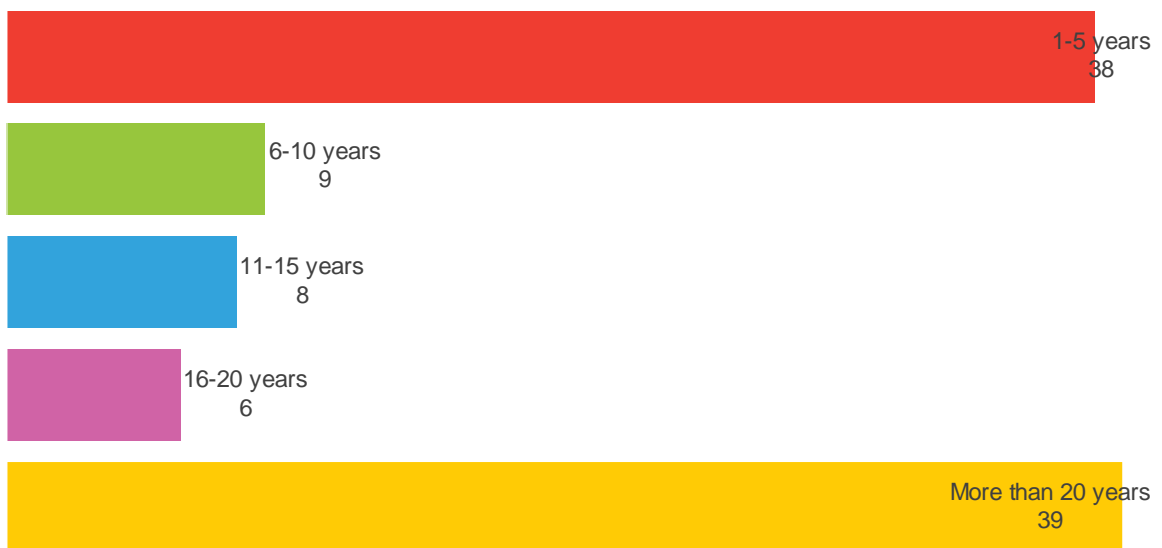 1-5 years
38
6-10 years
9
11-15 years
8
16-20 years
6
More than 20 years
39